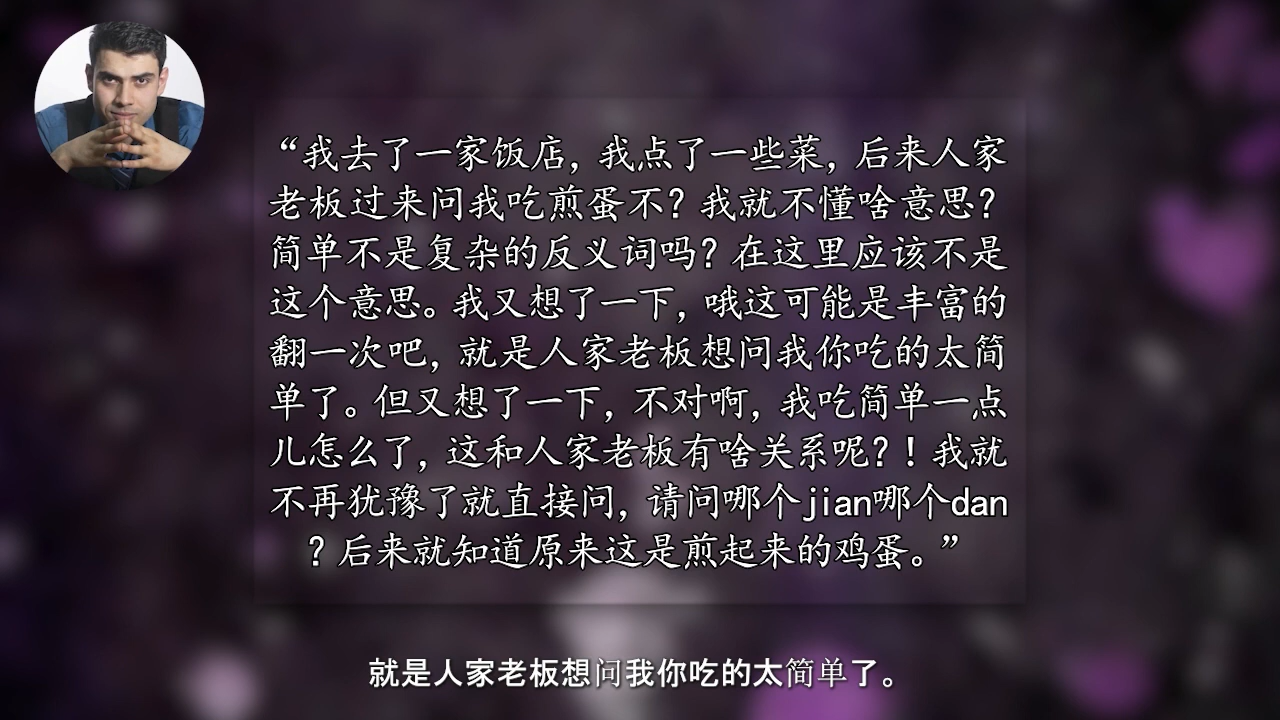 “我去了一家饭店，我点了一些菜，后来人家
老板过来问我吃煎蛋不？我就不懂啥意思？
简单不是复杂的反义词吗？在这里应该不是
这个意思。我又想了一下，哦这可能是丰富的
翻一次吧，就是人家老板想问我你吃的太简
单了。但又想了一下，不对啊，我吃简单一点
儿怎么了，这和人家老板有啥关系呢？！我就
不再犹豫了就直接问，请问哪个jian哪个dan
？后来就知道原来这是煎起来的鸡蛋。”
就是人家老板想问我你吃的太简单了。